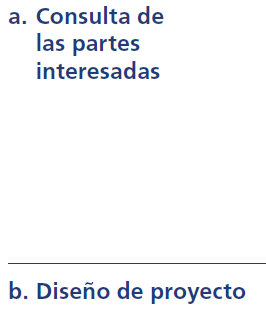 a. Consulta de
las partes
interesadas
b. Diseño de proyecto